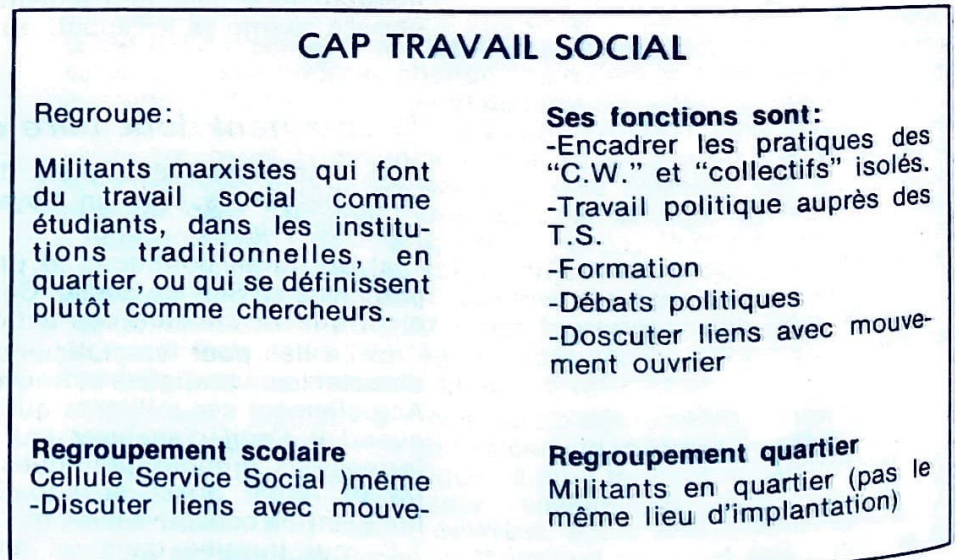 CAP TRAVAIL SOCIAL
Regroupe:
Militants marxistes qui font
du travail social comme
étudiants, dans les institu-
tions traditionnelles, en
quartier, ou qui se définissent
plutôt comme chercheurs.
Ses fonctions sont:
-Encadrer les pratiques des
"C.W." et "collectifs" isolés.
-Travail politique auprès des
T.S.
-Formation
-Débats politiques
-Doscuter liens avec mouve-
ment ouvrier
Regroupement scolaire
Cellule Service Social )même
-Discuter liens avec mouve-
Regroupement quartier
Militants en quartier (pas le
même lieu d'implantation)